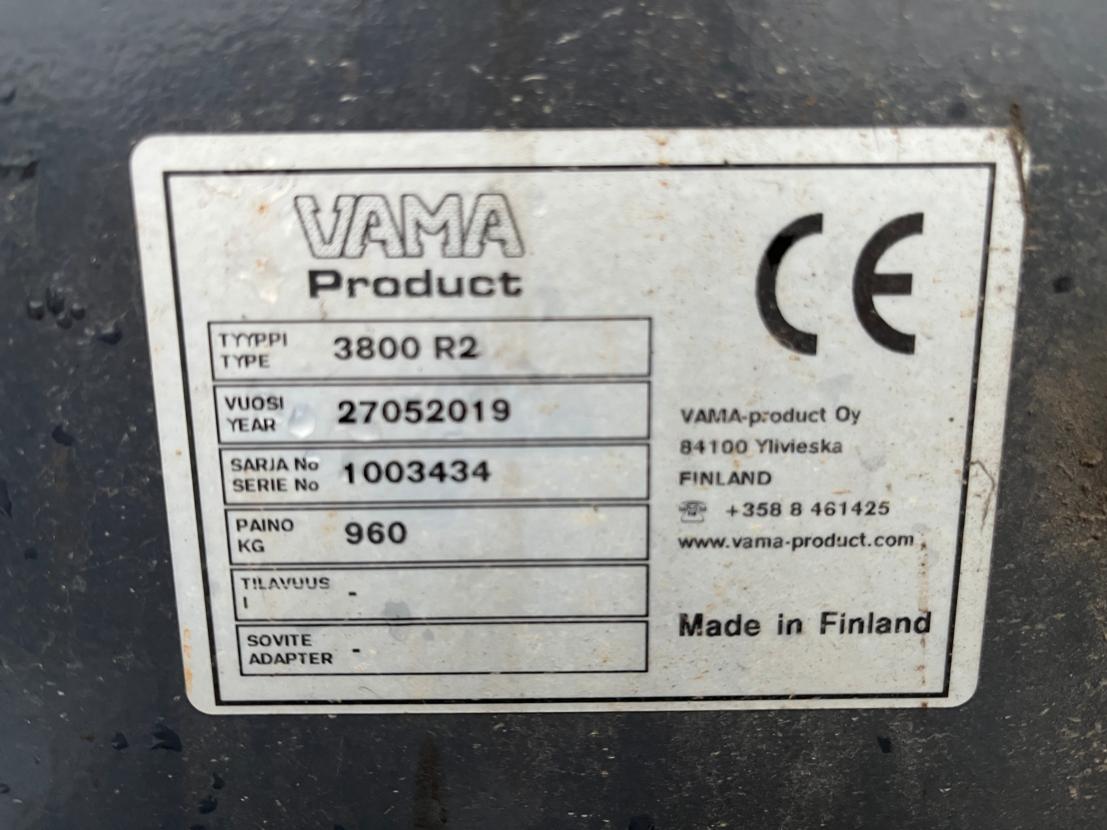 VAMA
Product
TYYPPI
TYPE
3800 R2
VUOSI
YEAR
27052019
SARJA No
SERIE No
1003434
PAINO
KG
960
TILAVUUS
l
-
SOVITE
ADAPTER
-
CE
VAMA-product Oy
84100 Ylivieska
FINLAND
☏ +358 8 461425
www.vama-product.com
Made in Finland